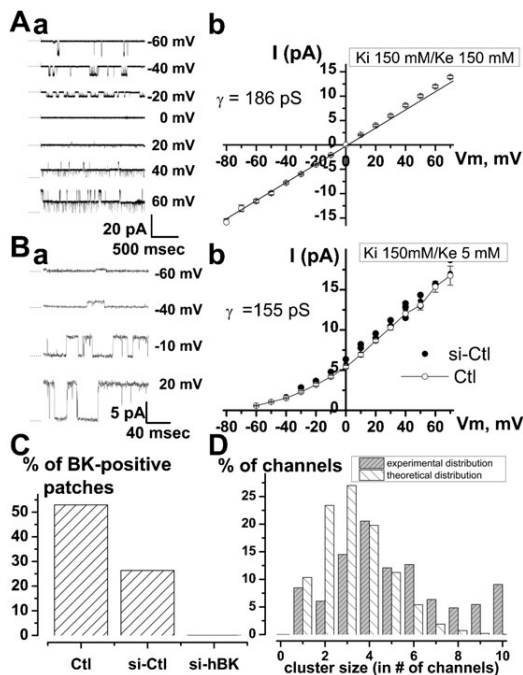 A a
-60 mV
-40 mV
-20 mV
0 mV
20 mV
40 mV
60 mV
20 pA
500 msec
b
I (pA)
Ki 150 mM/Ke 150 mM
γ = 186 pS
15
10
5
0
-80 -60 -40 -20 0 20 40 60
Vm, mV
-5
-10
-15
B a
-60 mV
-40 mV
-10 mV
20 mV
5 pA
40 msec
b
I (pA)
Ki 150mM/Ke 5 mM
γ =155 pS
15
10
5
0
si-Ctl
Ctl
-80 -60 -40 -20 0 20 40 60
Vm, mV
C
% of BK-positive
patches
50
40
30
20
10
0
Ctl si-Ctl si-hBK
D
% of channels
experimental distribution
theoretical distribution
25
20
15
10
5
0
0 2 4 6 8 10
cluster size (in # of channels)